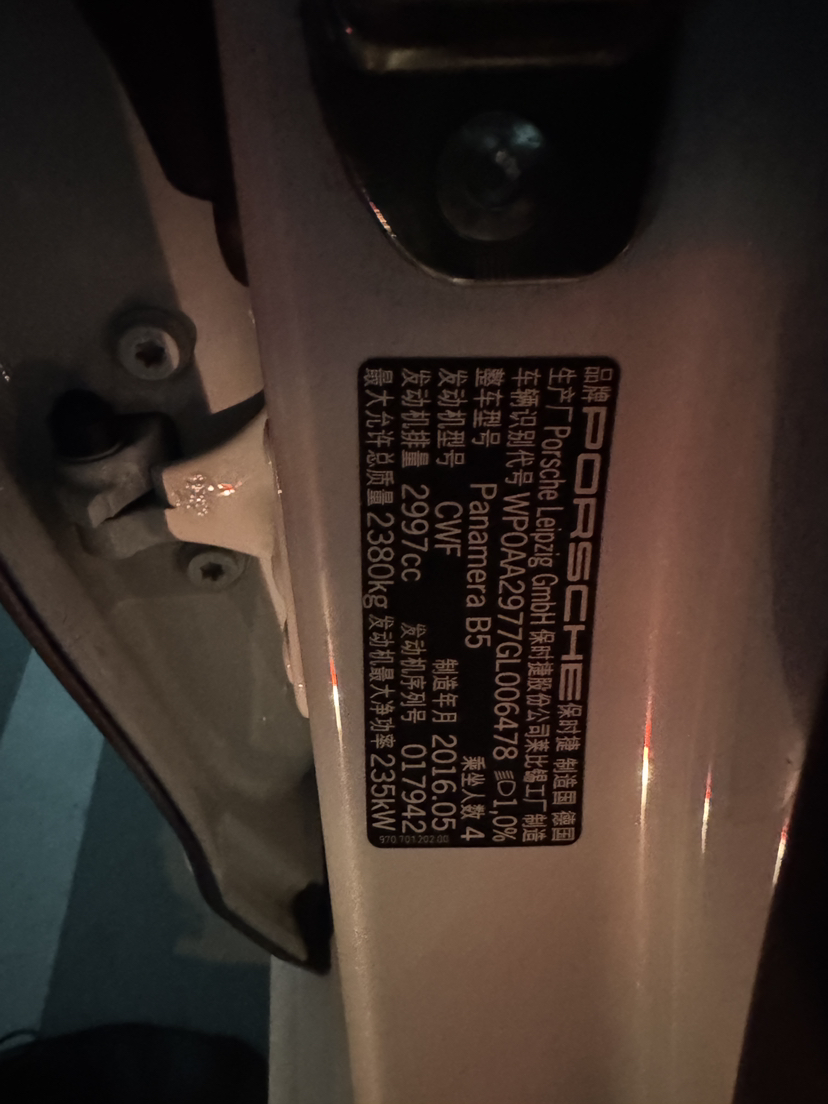 品牌 PORSCHE 保时捷 制造国 德国
生产厂 Porsche Leipzig GmbH 保时捷股份公司莱比锡工厂 制造
车辆识别代号 WP0AA2977GL006478 1,0%
整车型号 Panamera B5 乘坐人数 4
发动机型号 CWF 制造年月 2016.05
发动机排量 2997cc 发动机序列号 017942
最大允许总质量 2380kg 发动机最大净功率 235kW
970.701.202.00